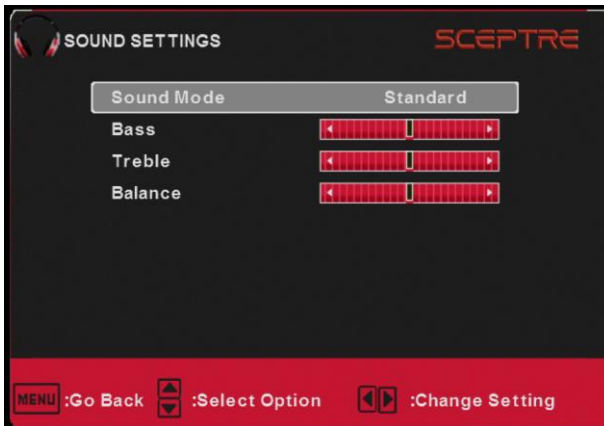 SOUND SETTINGS
SCEPTRE
Sound Mode Standard
Bass
Treble
Balance
MENU :Go Back :Select Option :Change Setting